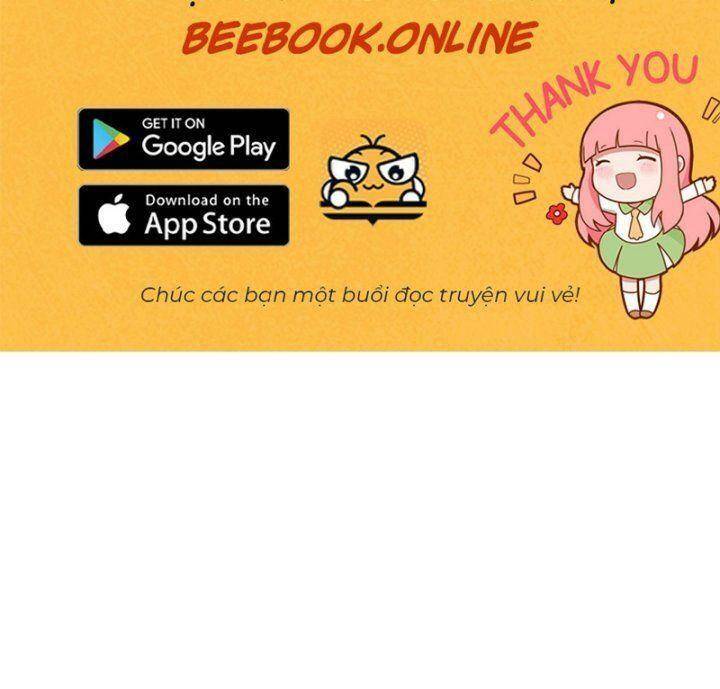 BEEBOOK.ONLINE
THANK YOU
GET IT ON
Google Play
Download on the
App Store
Chúc các bạn một buổi đọc truyện vui vẻ!